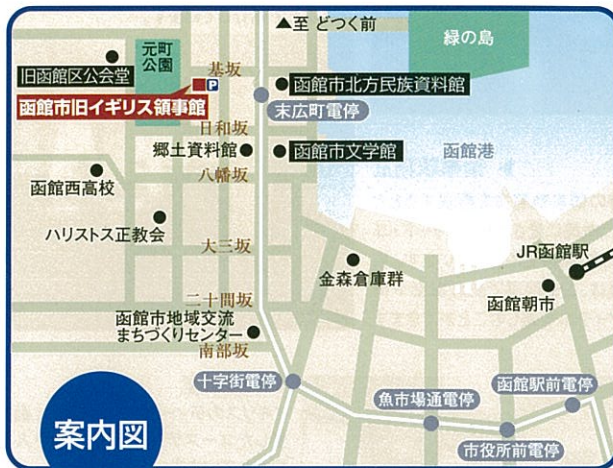 ▲至 どつく前
緑の島
元町
公園
基坂
旧函館区公会堂
函館市北方民族資料館
P
函館市旧イギリス領事館
末広町電停
日和坂
郷土資料館
函館市文学館
函館港
八幡坂
函館西高校
ハリストス正教会
大三坂
JR函館駅
金森倉庫群
函館朝市
二十間坂
函館市地域交流
まちづくりセンター
南部坂
十字街電停
函館駅前電停
魚市場通電停
市役所前電停
案内図